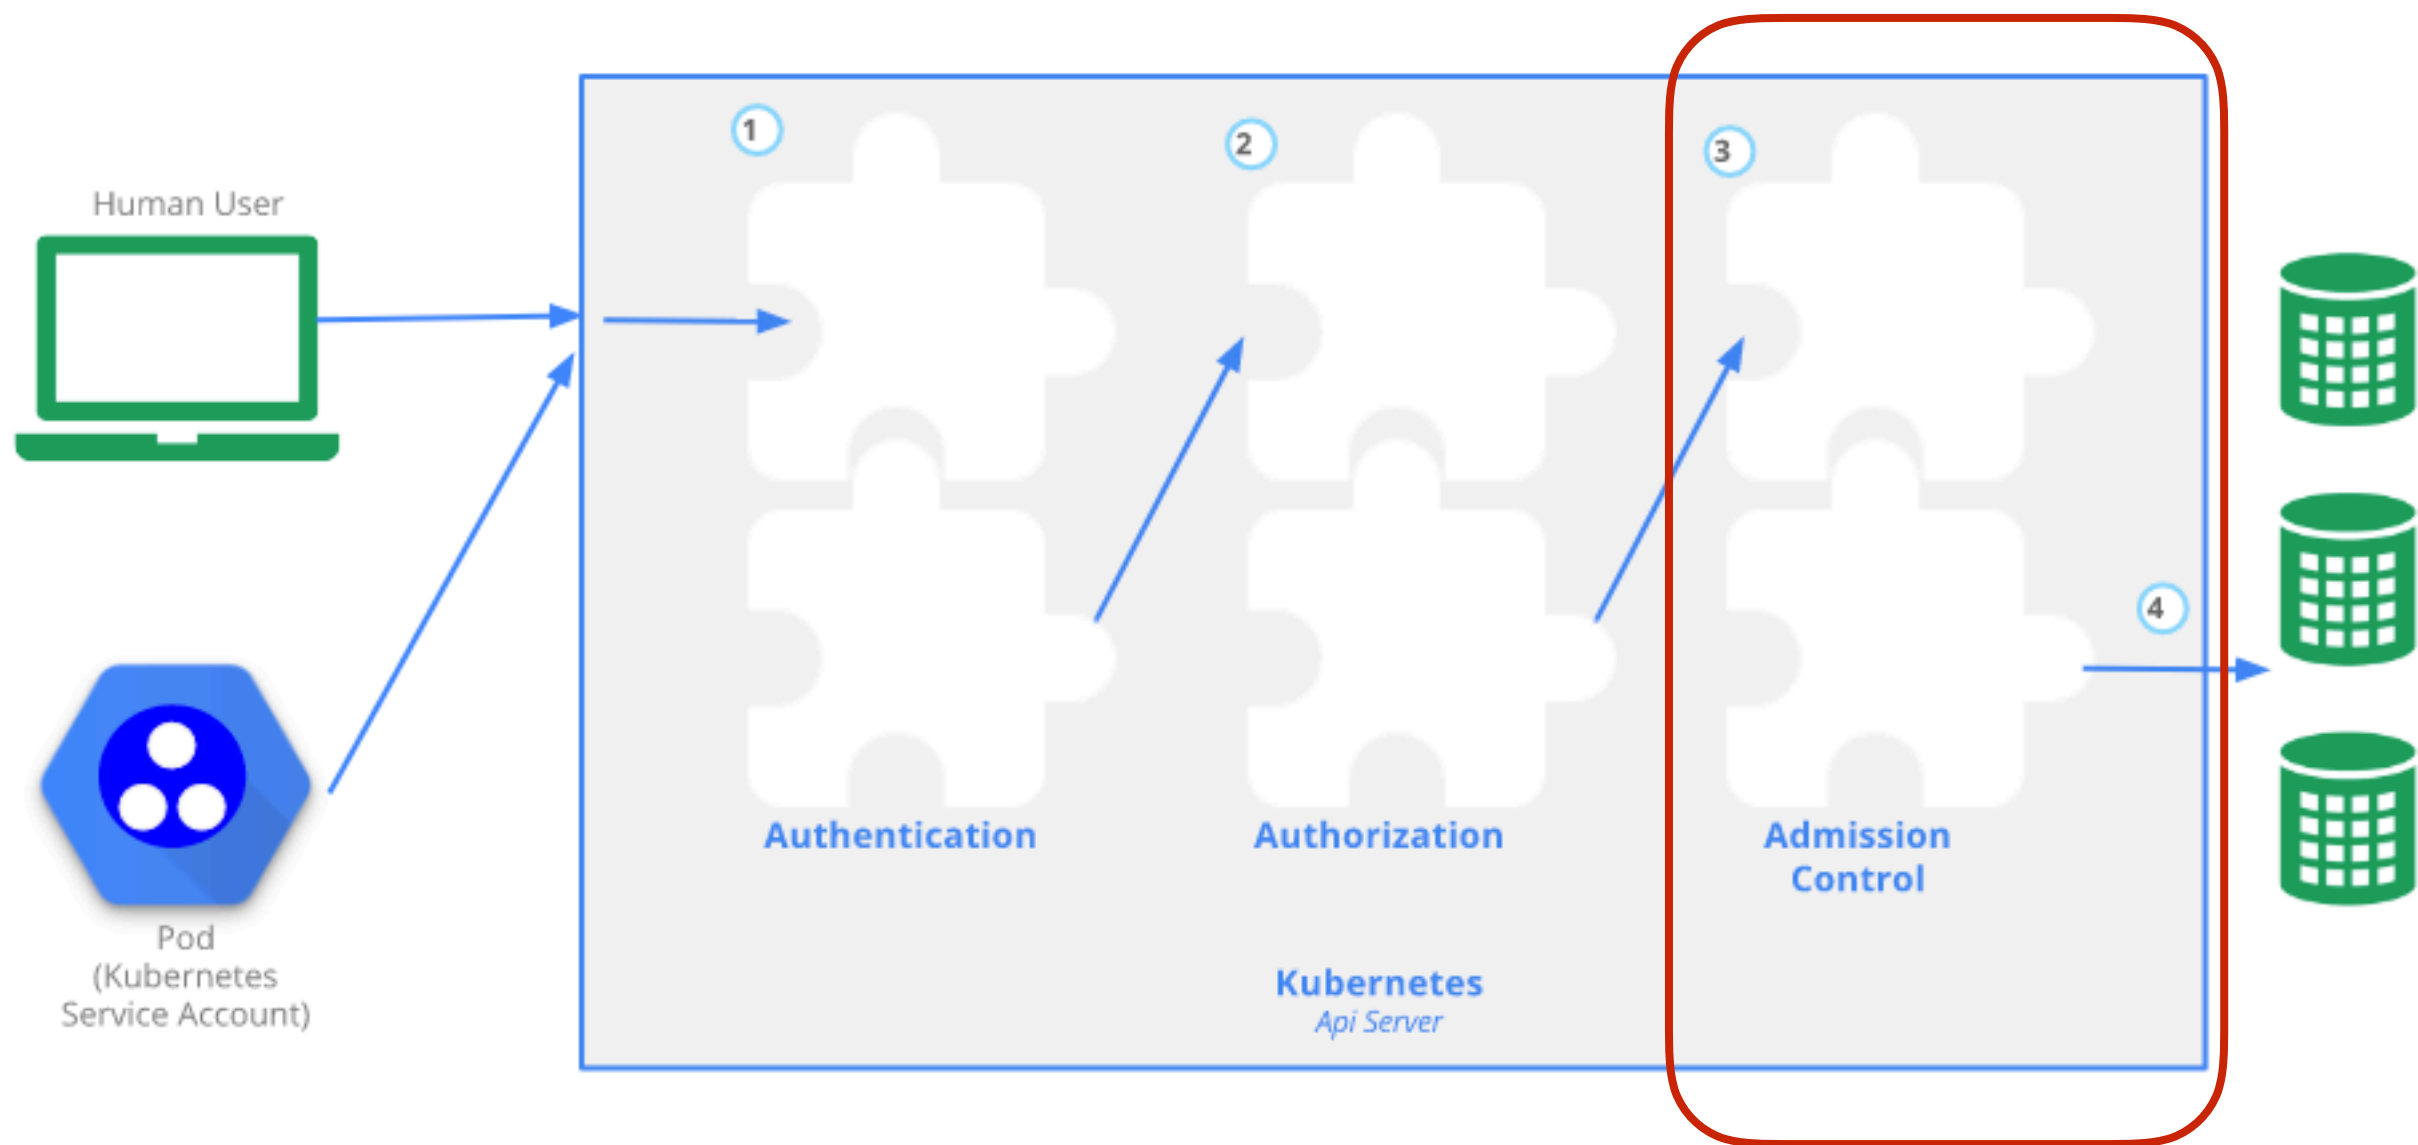 Human User
Pod
(Kubernetes
Service Account)
1
2
3
4
Authentication
Authorization
Admission
Control
Kubernetes
Api Server